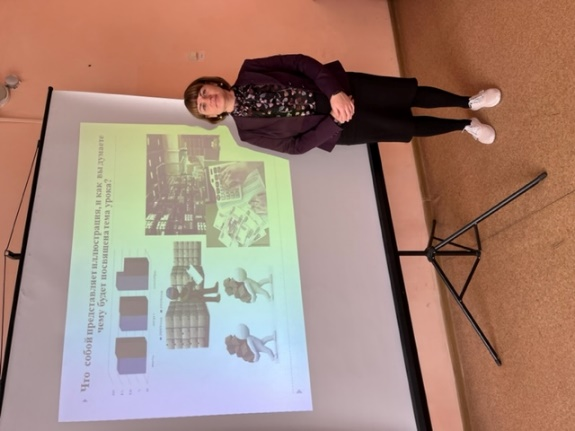 Что собой представляет иллюстрация, и как вы думаете
чему будет посвящена тема урока?